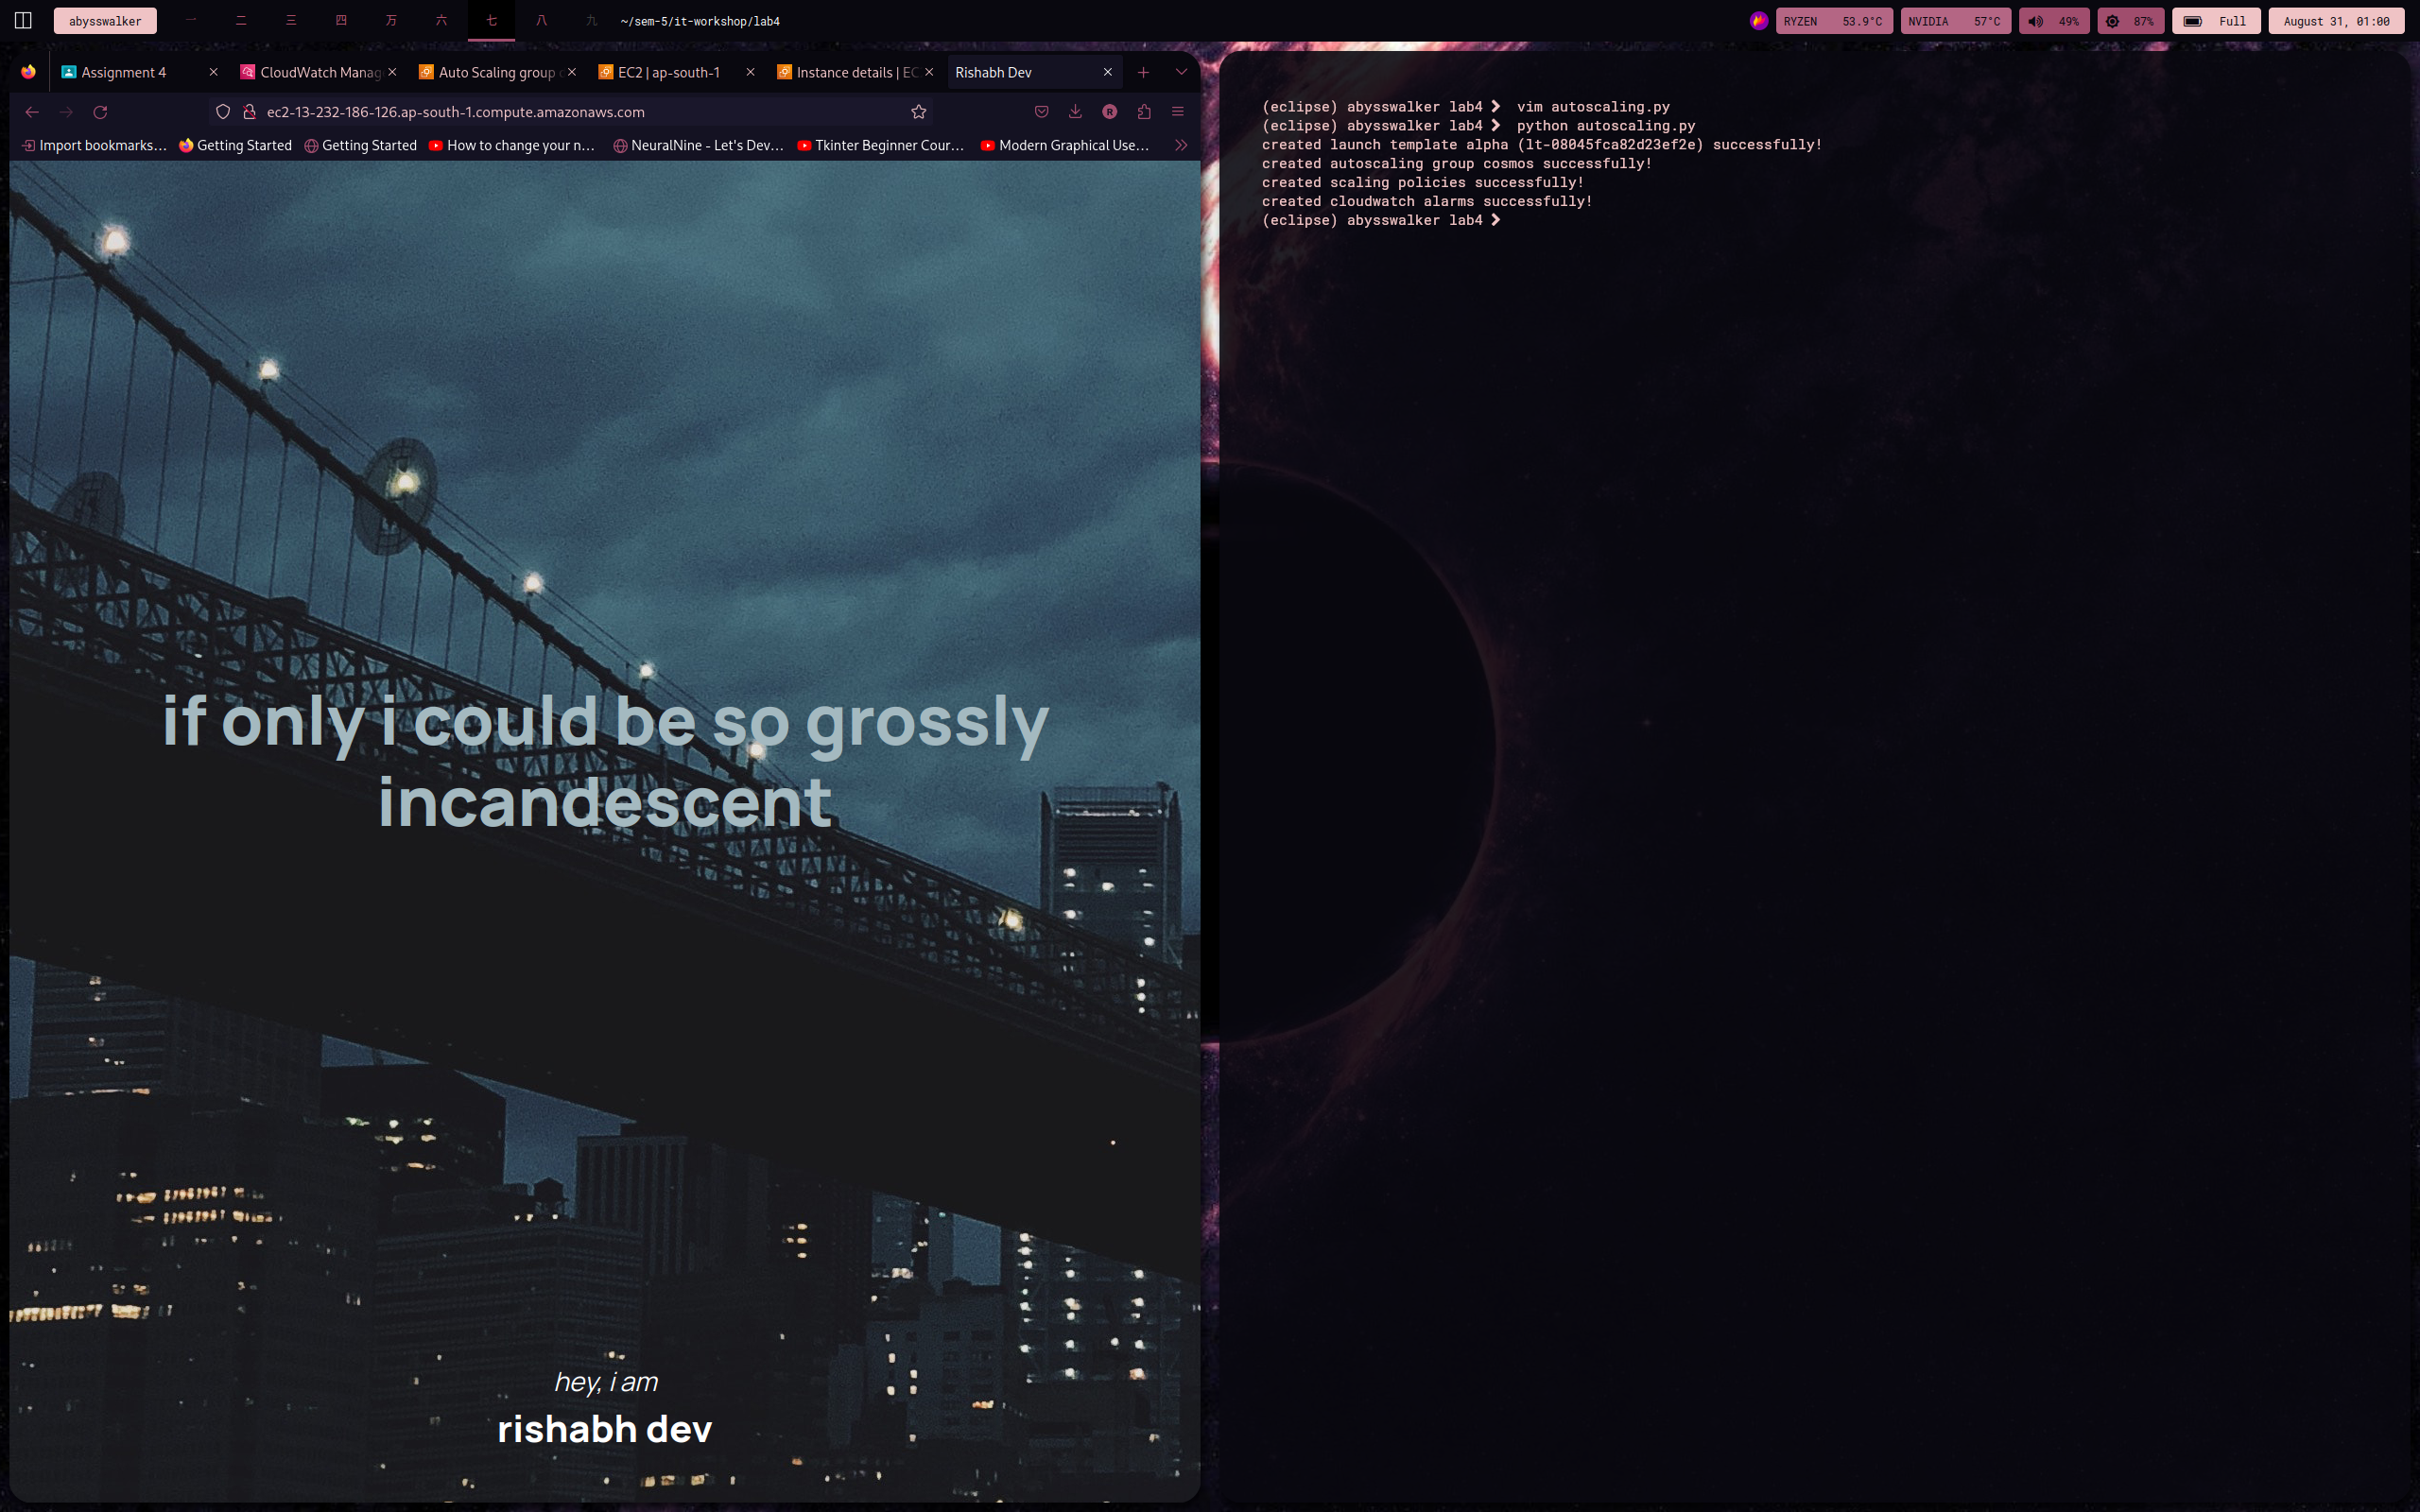 abysswalker 一 二 三 四 万 六 七 八 九 ~/sem-5/it-workshop/lab4 RYZEN 53.9°C NVIDIA 57°C 49% 87% Full August 31, 01:00
Assignment 4 CloudWatch Manag Auto Scaling group EC2 | ap-south-1 Instance details | EC Rishabh Dev
ec2-13-232-186-126.ap-south-1.compute.amazonaws.com R
Import bookmarks... Getting Started Getting Started How to change your n... NeuralNine - Let's Dev... Tkinter Beginner Cour... Modern Graphical Use...
if only i could be so grossly
incandescent
hey, i am
rishabh dev
(eclipse) abysswalker lab4 ❯ vim autoscaling.py
(eclipse) abysswalker lab4 ❯ python autoscaling.py
created launch template alpha (lt-08045fca82d23ef2e) successfully!
created autoscaling group cosmos successfully!
created scaling policies successfully!
created cloudwatch alarms successfully!
(eclipse) abysswalker lab4 ❯